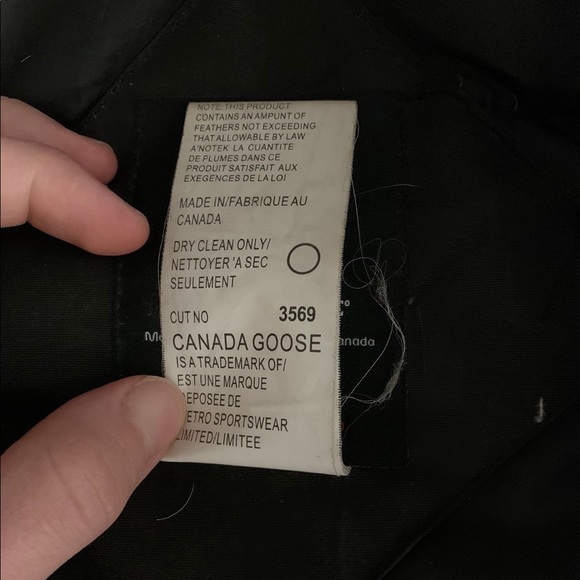 NOTE: THIS PRODUCT
CONTAINS AN AMPUNT OF
FEATHERS NOT EXCEEDING
THAT ALLOWABLE BY LAW
A'NOTEK LA CUANTITE
DE PLUMES DANS CE
PRODUIT SATISFAIT AUX
EXEGENCES DE LA LOI
MADE IN/FABRIQUE AU
CANADA
DRY CLEAN ONLY/
NETTOYER 'A SEC
SEULEMENT
CUT NO 3569
CANADA GOOSE
IS A TRADEMARK OF/
EST UNE MARQUE
DEPOSEE DE
METRO SPORTSWEAR
LIMITED/LIMITEE
anada